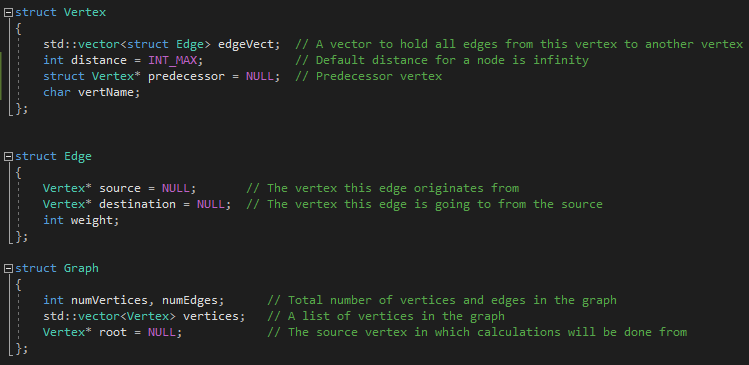 struct Vertex
{
    std::vector<struct Edge> edgeVect;  // A vector to hold all edges from this vertex to another vertex
    int distance = INT_MAX;             // Default distance for a node is infinity
    struct Vertex* predecessor = NULL;  // Predecessor vertex
    char vertName;
};
struct Edge
{
    Vertex* source = NULL;       // The vertex this edge originates from
    Vertex* destination = NULL;  // The vertex this edge is going to from the source
    int weight;
};
struct Graph
{
    int numVertices, numEdges;      // Total number of vertices and edges in the graph
    std::vector<Vertex> vertices;   // A list of vertices in the graph
    Vertex* root = NULL;            // The source vertex in which calculations will be done from
};